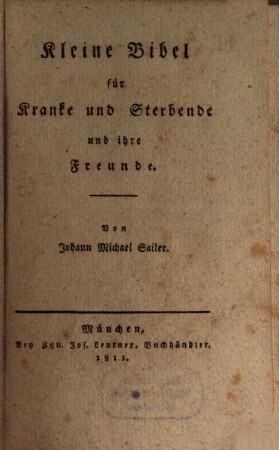 Kleine Bibel
für
Kranke und Sterbende
und ihre
Freunde.
Von
Johann Michael Sailer.
München,
Bey Ign. Jos. Lentner, Buchhändler.
1811.